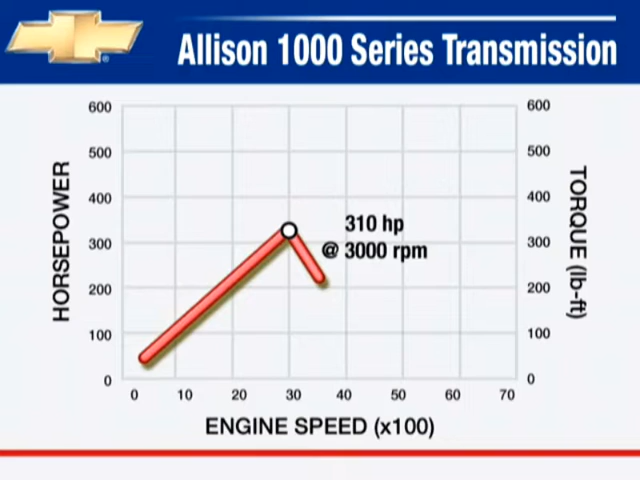 Allison 1000 Series Transmission
600
500
400
300
200
100
0
HORSEPOWER
310 hp
@ 3000 rpm
600
500
400
300
200
100
0
TORQUE (lb-ft)
0 10 20 30 40 50 60 70
ENGINE SPEED (x100)